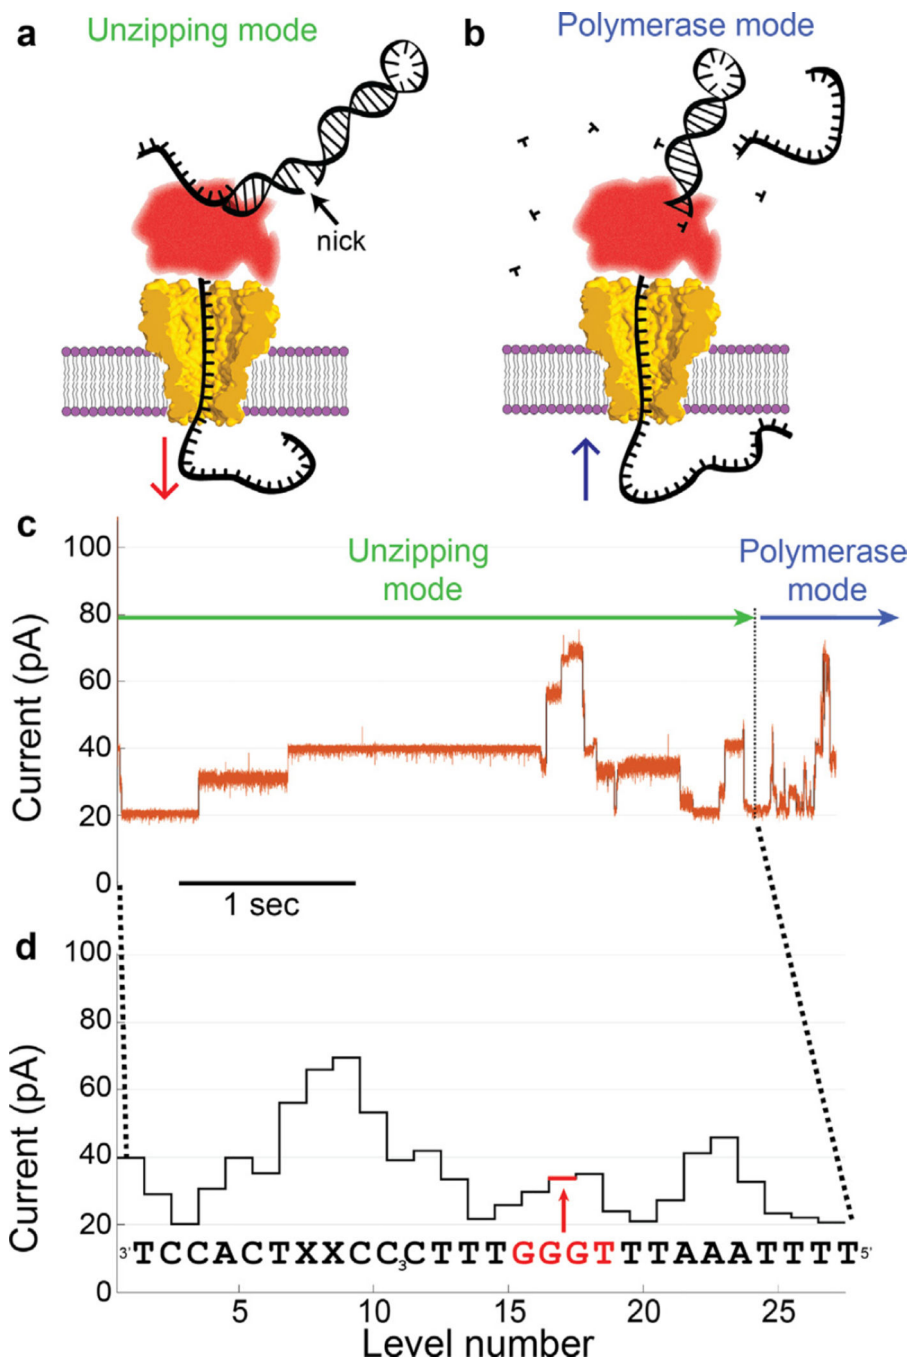 a Unzipping mode
b Polymerase mode
nick
c
Unzipping mode
Polymerase mode
Current (pA)
100
80
60
40
20
0
1 sec
d
Current (pA)
100
80
60
40
20
0
3'TCCACTXXCC₃CTTTGGGTTTAAATTTT5'
5 10 15 20 25
Level number